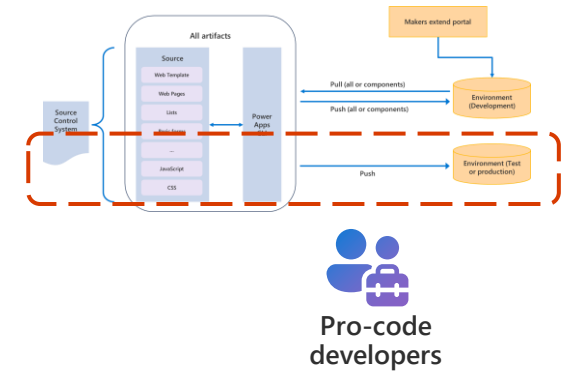 All artifacts
Makers extend portal
Source
Web Template
Web Pages
Lists
...
JavaScript
CSS
Source
Control
System
Power
Apps
Pull (all or components)
Push (all or components)
Environment
(Development)
Push
Environment (Test
or production)
Pro-code
developers